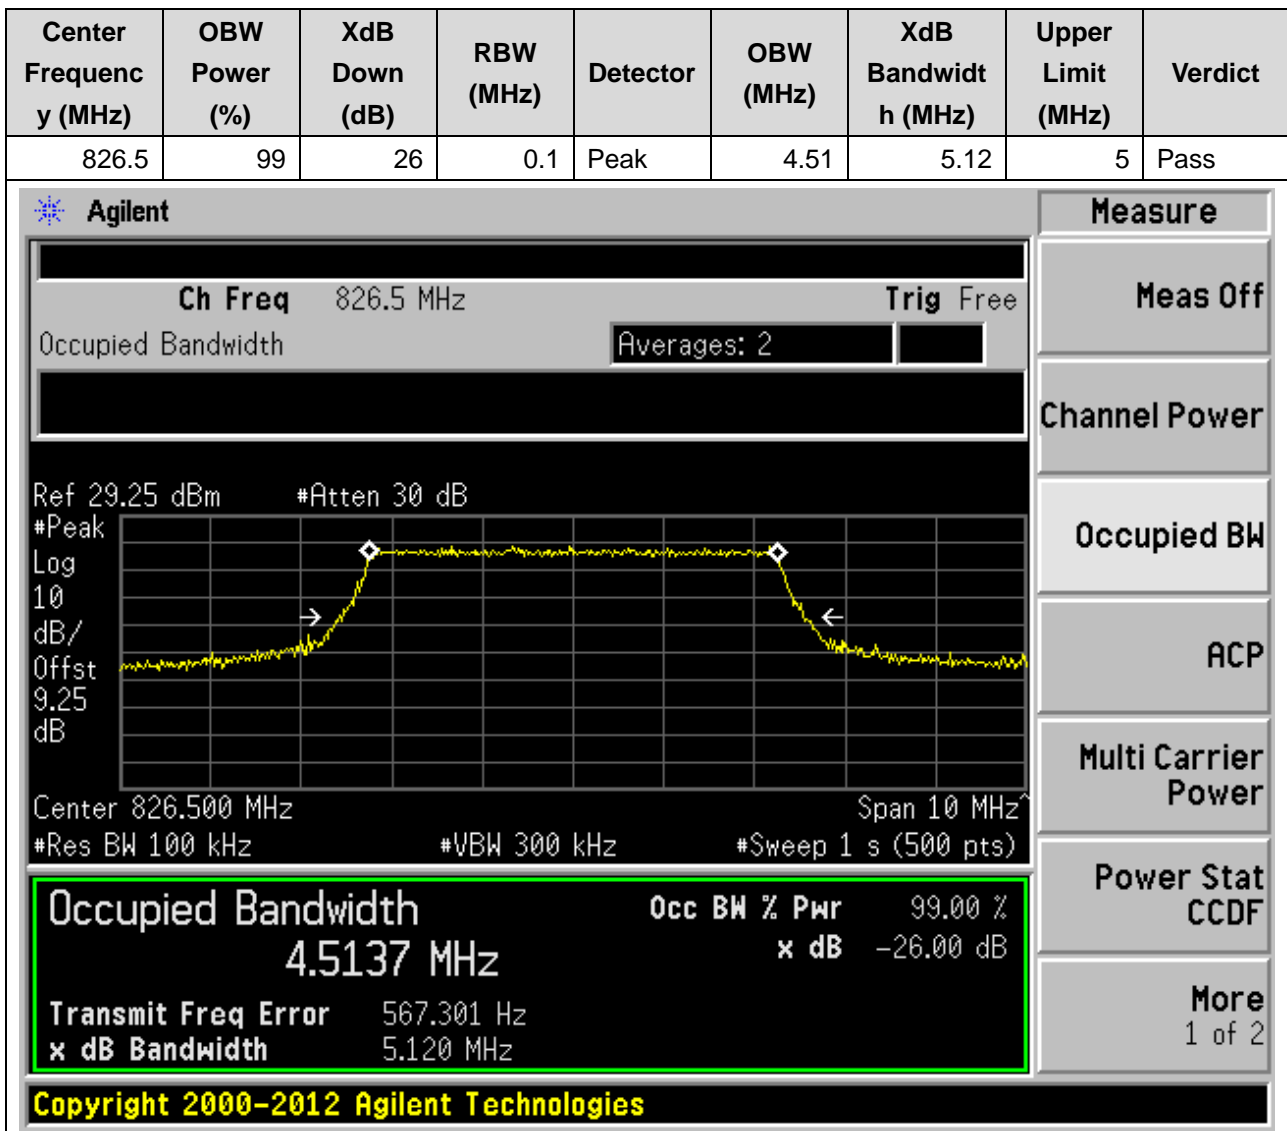 Center Frequenc y (MHz) OBW Power (%) XdB Down (dB) RBW (MHz) Detector OBW (MHz) XdB Bandwidt h (MHz) Upper Limit (MHz) Verdict
826.5 99 26 0.1 Peak 4.51 5.12 5 Pass
Agilent
Measure
Ch Freq 826.5 MHz Trig Free
Meas Off
Occupied Bandwidth Averages: 2
Channel Power
Ref 29.25 dBm #Atten 30 dB
#Peak
Log
10
dB/
Offst
9.25
dB
Occupied BW
ACP
Multi Carrier
Power
Center 826.500 MHz Span 10 MHz^
#Res BW 100 kHz #VBW 300 kHz #Sweep 1 s (500 pts)
Power Stat
CCDF
Occupied Bandwidth Occ BW % Pwr 99.00 %
4.5137 MHz x dB -26.00 dB
Transmit Freq Error 567.301 Hz
x dB Bandwidth 5.120 MHz
More
1 of 2
Copyright 2000-2012 Agilent Technologies